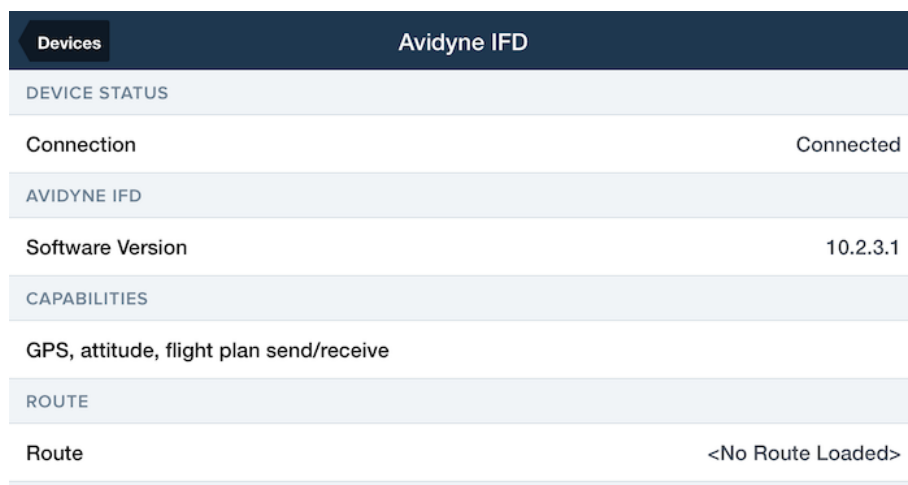 Devices
Avidyne IFD
DEVICE STATUS
Connection Connected
AVIDYNE IFD
Software Version 10.2.3.1
CAPABILITIES
GPS, attitude, flight plan send/receive
ROUTE
Route <No Route Loaded>